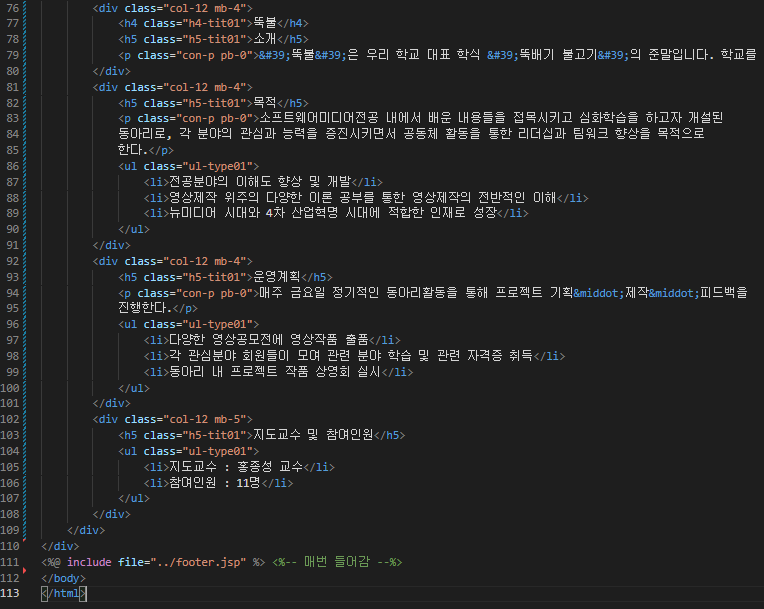 76 <div class="col-12 mb-4">
77 <h4 class="h4-tit01">뚝불</h4>
78 <h5 class="h5-tit01">소개</h5>
79 <p class="con-p pb-0">&#39;뚝불&#39;은 우리 학교 대표 학식 &#39;뚝배기 불고기&#39;의 준말입니다. 학교를
80 </div>
81 <div class="col-12 mb-4">
82 <h5 class="h5-tit01">목적</h5>
83 <p class="con-p pb-0">소프트웨어미디어전공 내에서 배운 내용들을 접목시키고 심화학습을 하고자 개설된
84 동아리로, 각 분야의 관심과 능력을 증진시키면서 공동체 활동을 통한 리더십과 팀워크 향상을 목적으로
85 한다.</p>
86 <ul class="ul-type01">
87 <li>전공분야의 이해도 향상 및 개발</li>
88 <li>영상제작 위주의 다양한 이론 공부를 통한 영상제작의 전반적인 이해</li>
89 <li>뉴미디어 시대와 4차 산업혁명 시대에 적합한 인재로 성장</li>
90 </ul>
91 </div>
92 <div class="col-12 mb-4">
93 <h5 class="h5-tit01">운영계획</h5>
94 <p class="con-p pb-0">매주 금요일 정기적인 동아리활동을 통해 프로젝트 기획&middot;제작&middot;피드백을
95 진행한다.</p>
96 <ul class="ul-type01">
97 <li>다양한 영상공모전에 영상작품 출품</li>
98 <li>각 관심분야 회원들이 모여 관련 분야 학습 및 관련 자격증 취득</li>
99 <li>동아리 내 프로젝트 작품 상영회 실시</li>
100 </ul>
101 </div>
102 <div class="col-12 mb-5">
103 <h5 class="h5-tit01">지도교수 및 참여인원</h5>
104 <ul class="ul-type01">
105 <li>지도교수 : 홍종성 교수</li>
106 <li>참여인원 : 11명</li>
107 </ul>
108 </div>
109 </div>
110 </div>
111 <%@ include file="../footer.jsp" %> <%-- 매번 들어감 --%>
112 </body>
113 </html>